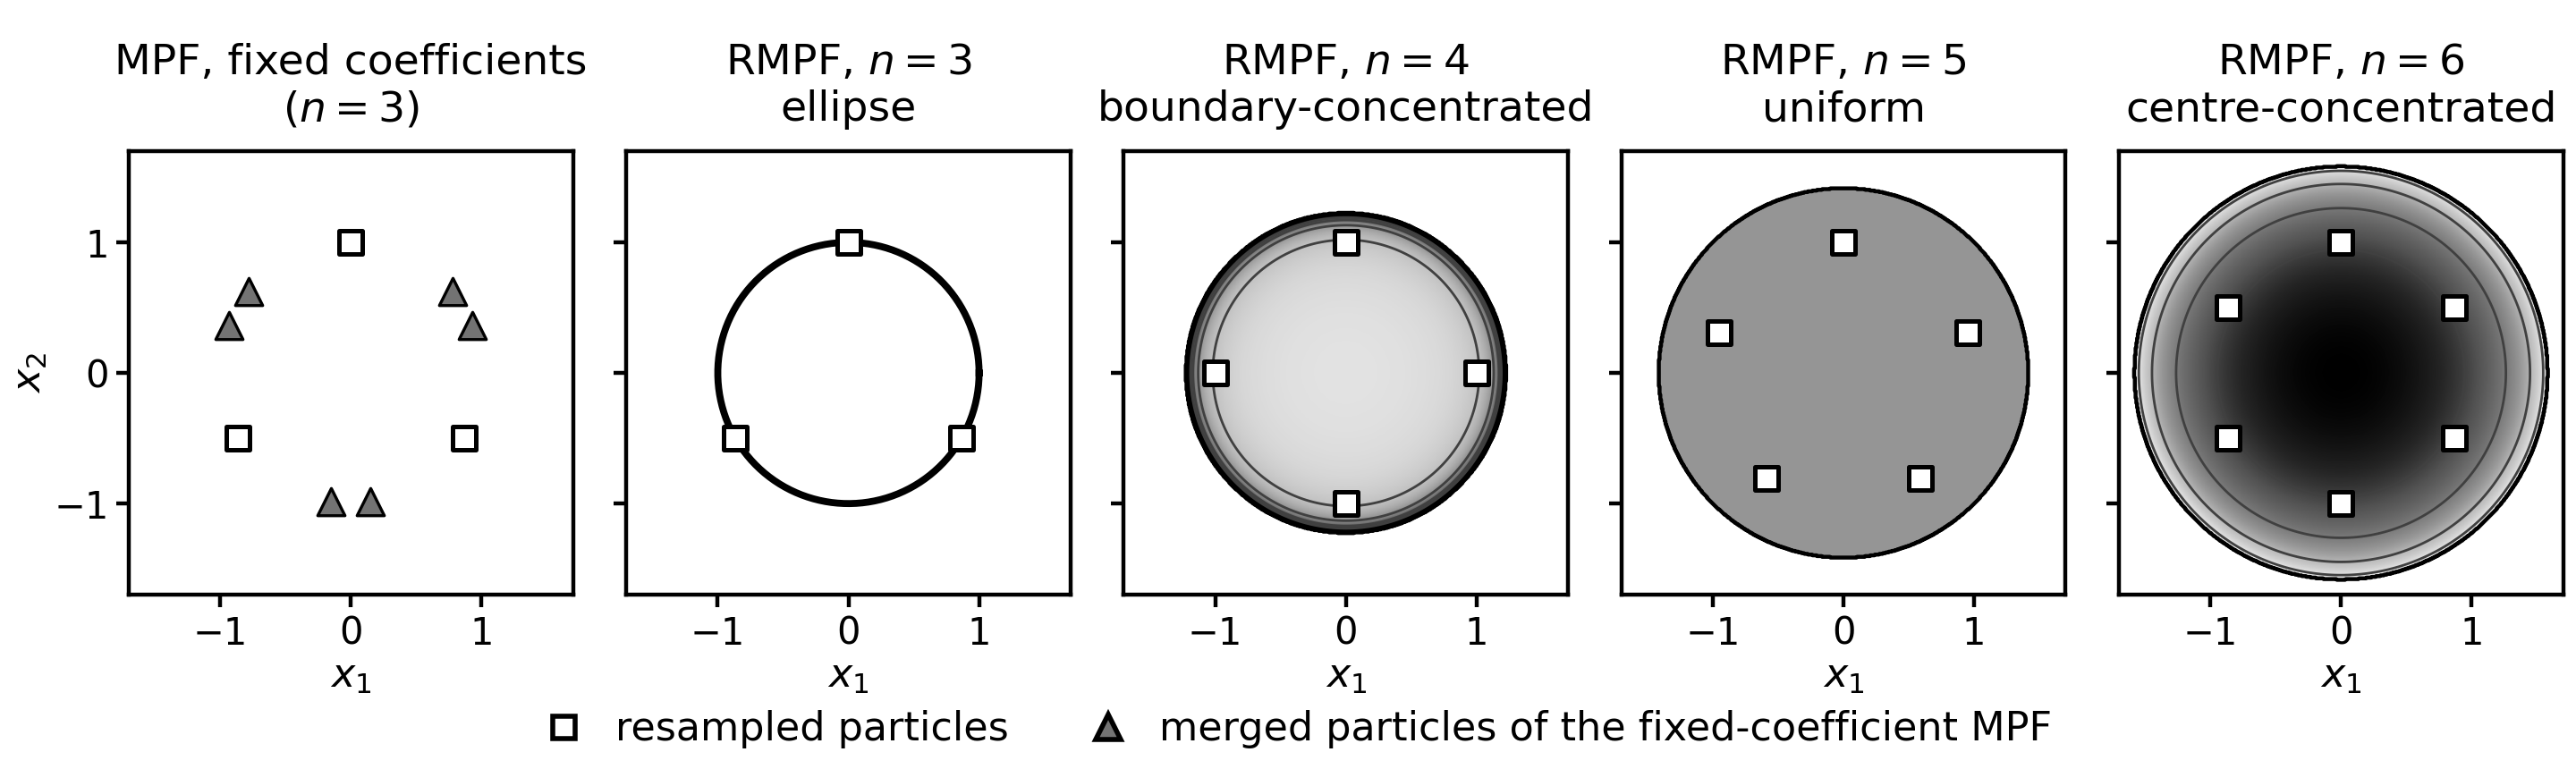 MPF, fixed coefficients
(n = 3)
RMPF, n = 3
ellipse
RMPF, n = 4
boundary-concentrated
RMPF, n = 5
uniform
RMPF, n = 6
centre-concentrated
x₂
1
0
−1
−1 0 1
x₁
−1 0 1
x₁
−1 0 1
x₁
−1 0 1
x₁
−1 0 1
x₁
resampled particles
merged particles of the fixed-coefficient MPF